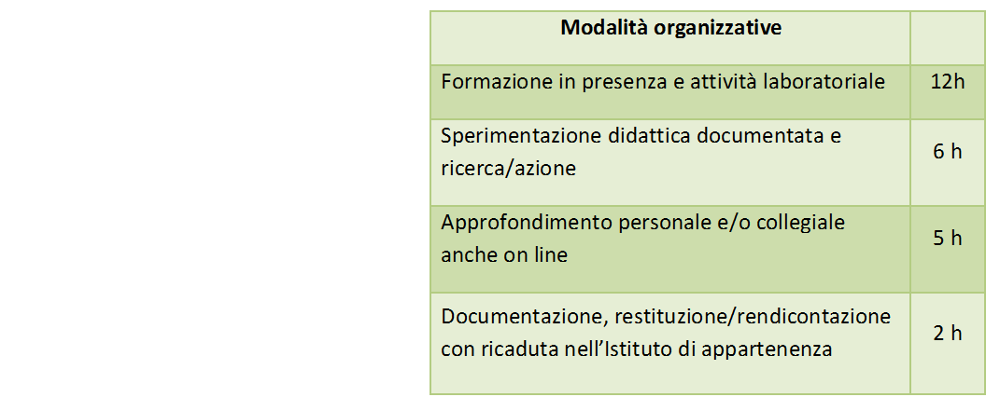 Modalità organizzative
Formazione in presenza e attività laboratoriale 12h
Sperimentazione didattica documentata e
ricerca/azione
6 h
Approfondimento personale e/o collegiale
anche on line
5 h
Documentazione, restituzione/rendicontazione
con ricaduta nell’Istituto di appartenenza
2 h